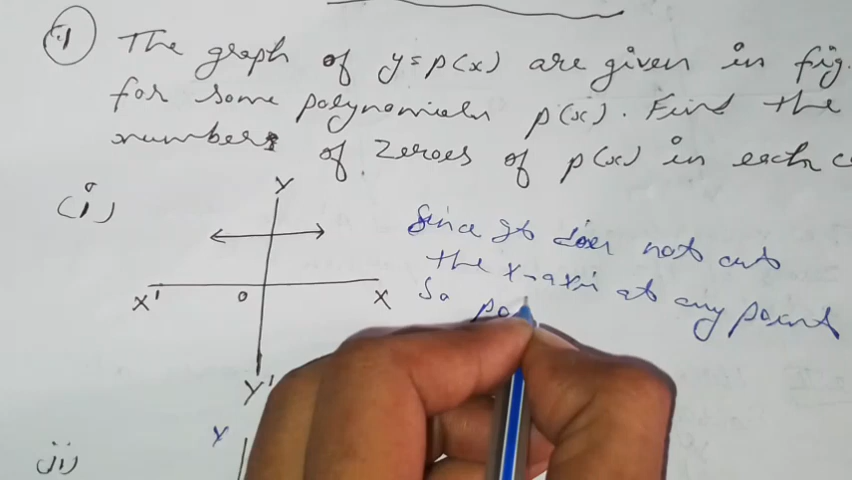 1 The graph of y=p(x) are given in fig.
for some polynomials p(x). Find the
numbers of zeroes of p(x) in each c
(i)
Y
X' O X
Y'
Since it does not cut
the x-axis at any point
So po
(ii)
Y